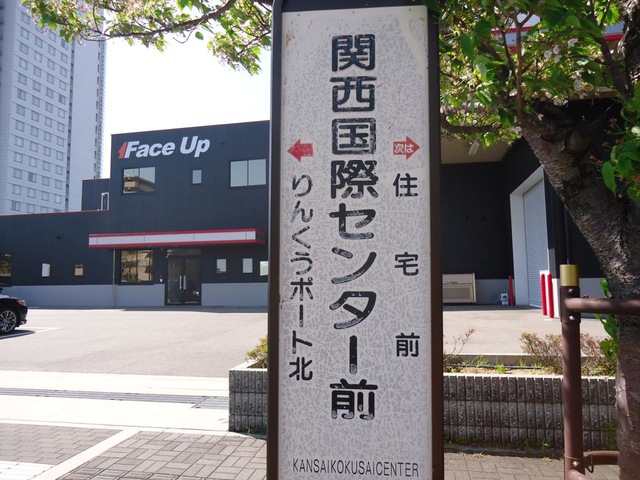 Face Up
関西国際センター前
次は
住宅前
りんくうポート北
KANSAIKOKUSAICENTER